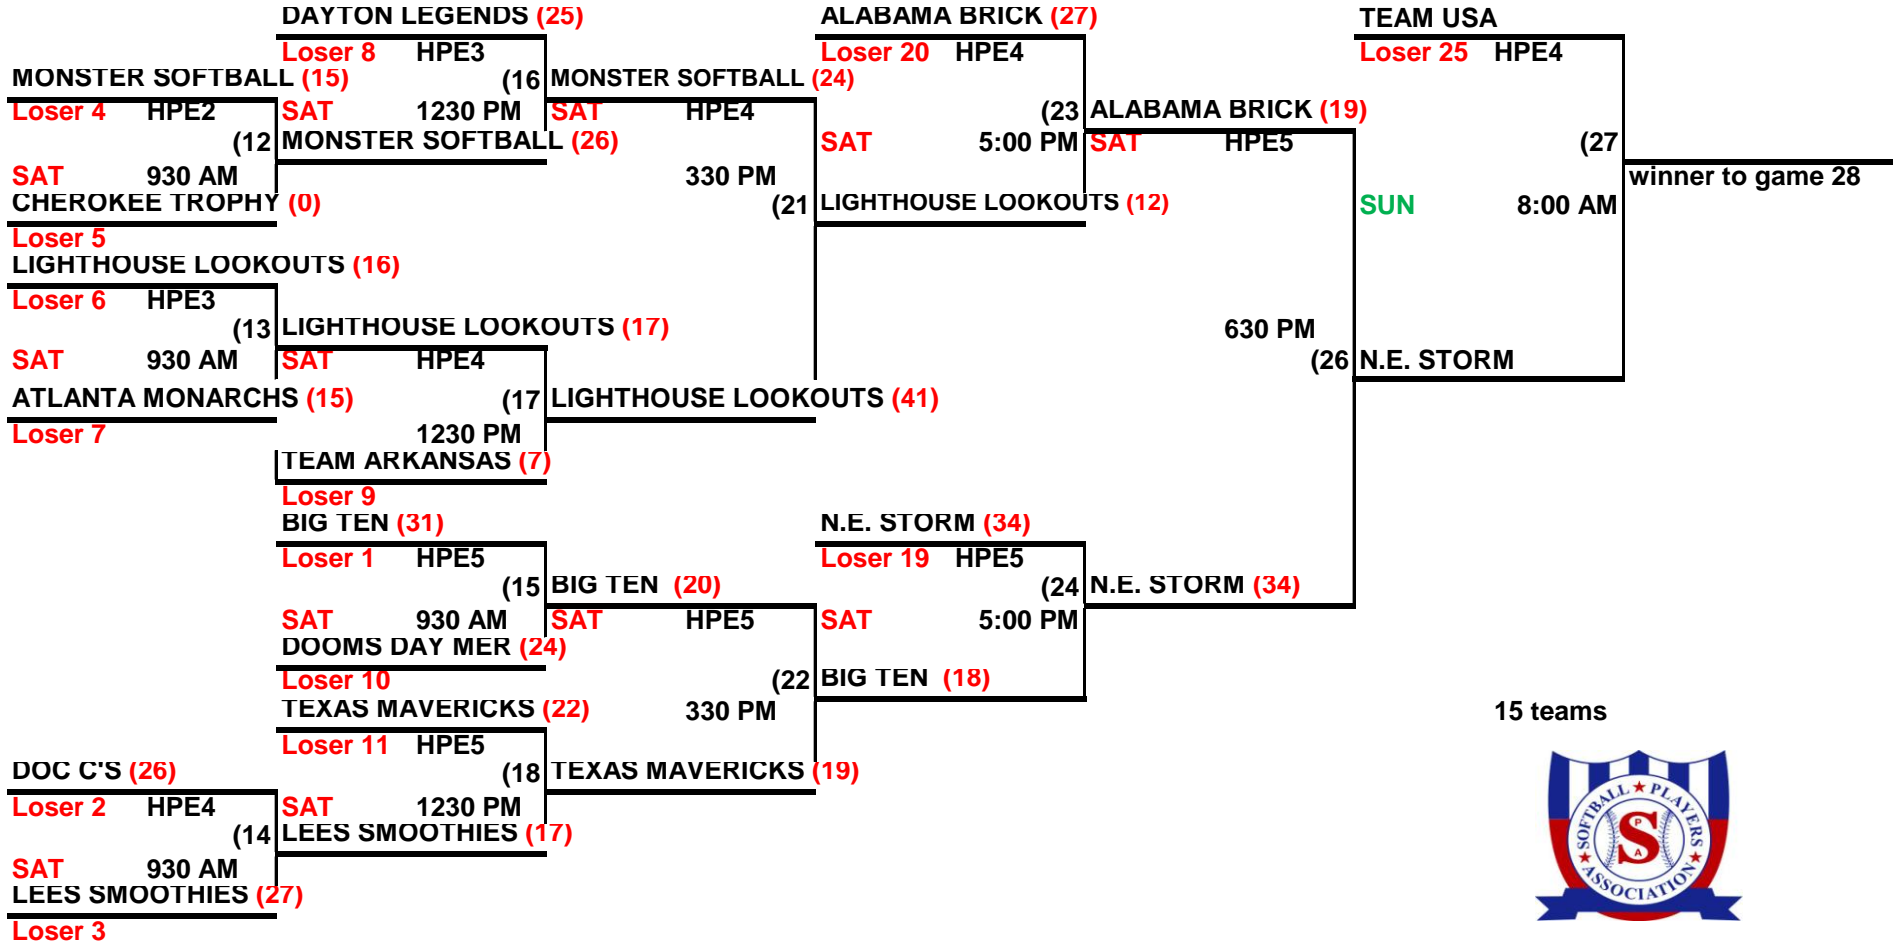 DAYTON LEGENDS (25)
ALABAMA BRICK (27)
TEAM USA
Loser 8 HPE3
Loser 20 HPE4
Loser 25 HPE4
MONSTER SOFTBALL (15)
(16 MONSTER SOFTBALL (24)
Loser 4 HPE2
SAT 1230 PM
SAT HPE4
(23 ALABAMA BRICK (19)
(12 MONSTER SOFTBALL (26)
SAT 5:00 PM
SAT HPE5
(27
SAT 930 AM
330 PM
winner to game 28
CHEROKEE TROPHY (0)
(21 LIGHTHOUSE LOOKOUTS (12)
SUN 8:00 AM
Loser 5
LIGHTHOUSE LOOKOUTS (16)
Loser 6 HPE3
(13 LIGHTHOUSE LOOKOUTS (17)
630 PM
SAT 930 AM
SAT HPE4
(26 N.E. STORM
ATLANTA MONARCHS (15)
(17 LIGHTHOUSE LOOKOUTS (41)
Loser 7
1230 PM
TEAM ARKANSAS (7)
Loser 9
BIG TEN (31)
N.E. STORM (34)
Loser 1 HPE5
Loser 19 HPE5
(15 BIG TEN (20)
(24 N.E. STORM (34)
SAT 930 AM
SAT HPE5
SAT 5:00 PM
DOOMS DAY MER (24)
Loser 10
(22 BIG TEN (18)
TEXAS MAVERICKS (22)
330 PM
15 teams
Loser 11 HPE5
DOC C'S (26)
(18 TEXAS MAVERICKS (19)
Loser 2 HPE4
SAT 1230 PM
(14 LEES SMOOTHIES (17)
SAT 930 AM
LEES SMOOTHIES (27)
Loser 3
SOFTBALL PLAYERS
P
S
A
ASSOCIATION